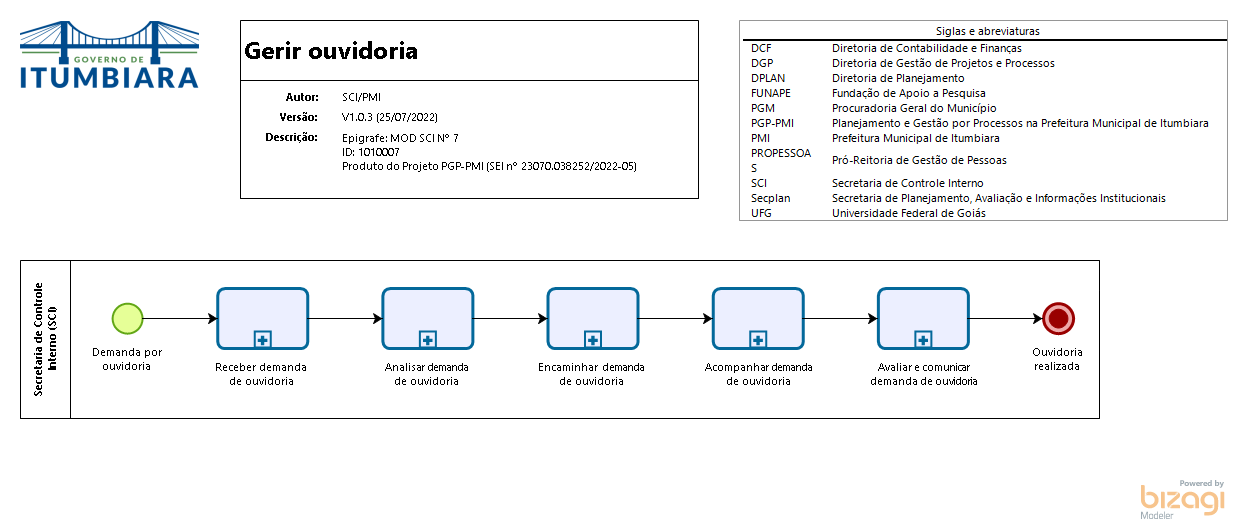 GOVERNO DE
ITUMBIARA
Gerir ouvidoria
Autor: SCI/PMI
Versão: V1.0.3 (25/07/2022)
Descrição: Epigrafe: MOD SCI Nº 7
ID: 1010007
Produto do Projeto PGP-PMI (SEI nº 23070.038252/2022-05)
Siglas e abreviaturas
DCF Diretoria de Contabilidade e Finanças
DGP Diretoria de Gestão de Projetos e Processos
DPLAN Diretoria de Planejamento
FUNAPE Fundação de Apoio a Pesquisa
PGM Procuradoria Geral do Município
PGP-PMI Planejamento e Gestão por Processos na Prefeitura Municipal de Itumbiara
PMI Prefeitura Municipal de Itumbiara
PROPESSOA
S Pró-Reitoria de Gestão de Pessoas
SCI Secretaria de Controle Interno
Secplan Secretaria de Planejamento, Avaliação e Informações Institucionais
UFG Universidade Federal de Goiás
Secretaria de Controle
Interno (SCI)
Demanda por
ouvidoria
Receber demanda
de ouvidoria
Analisar demanda
de ouvidoria
Encaminhar demanda
de ouvidoria
Acompanhar demanda
de ouvidoria
Avaliar e comunicar
demanda de ouvidoria
Ouvidoria
realizada
Powered by
bizagi
Modeler